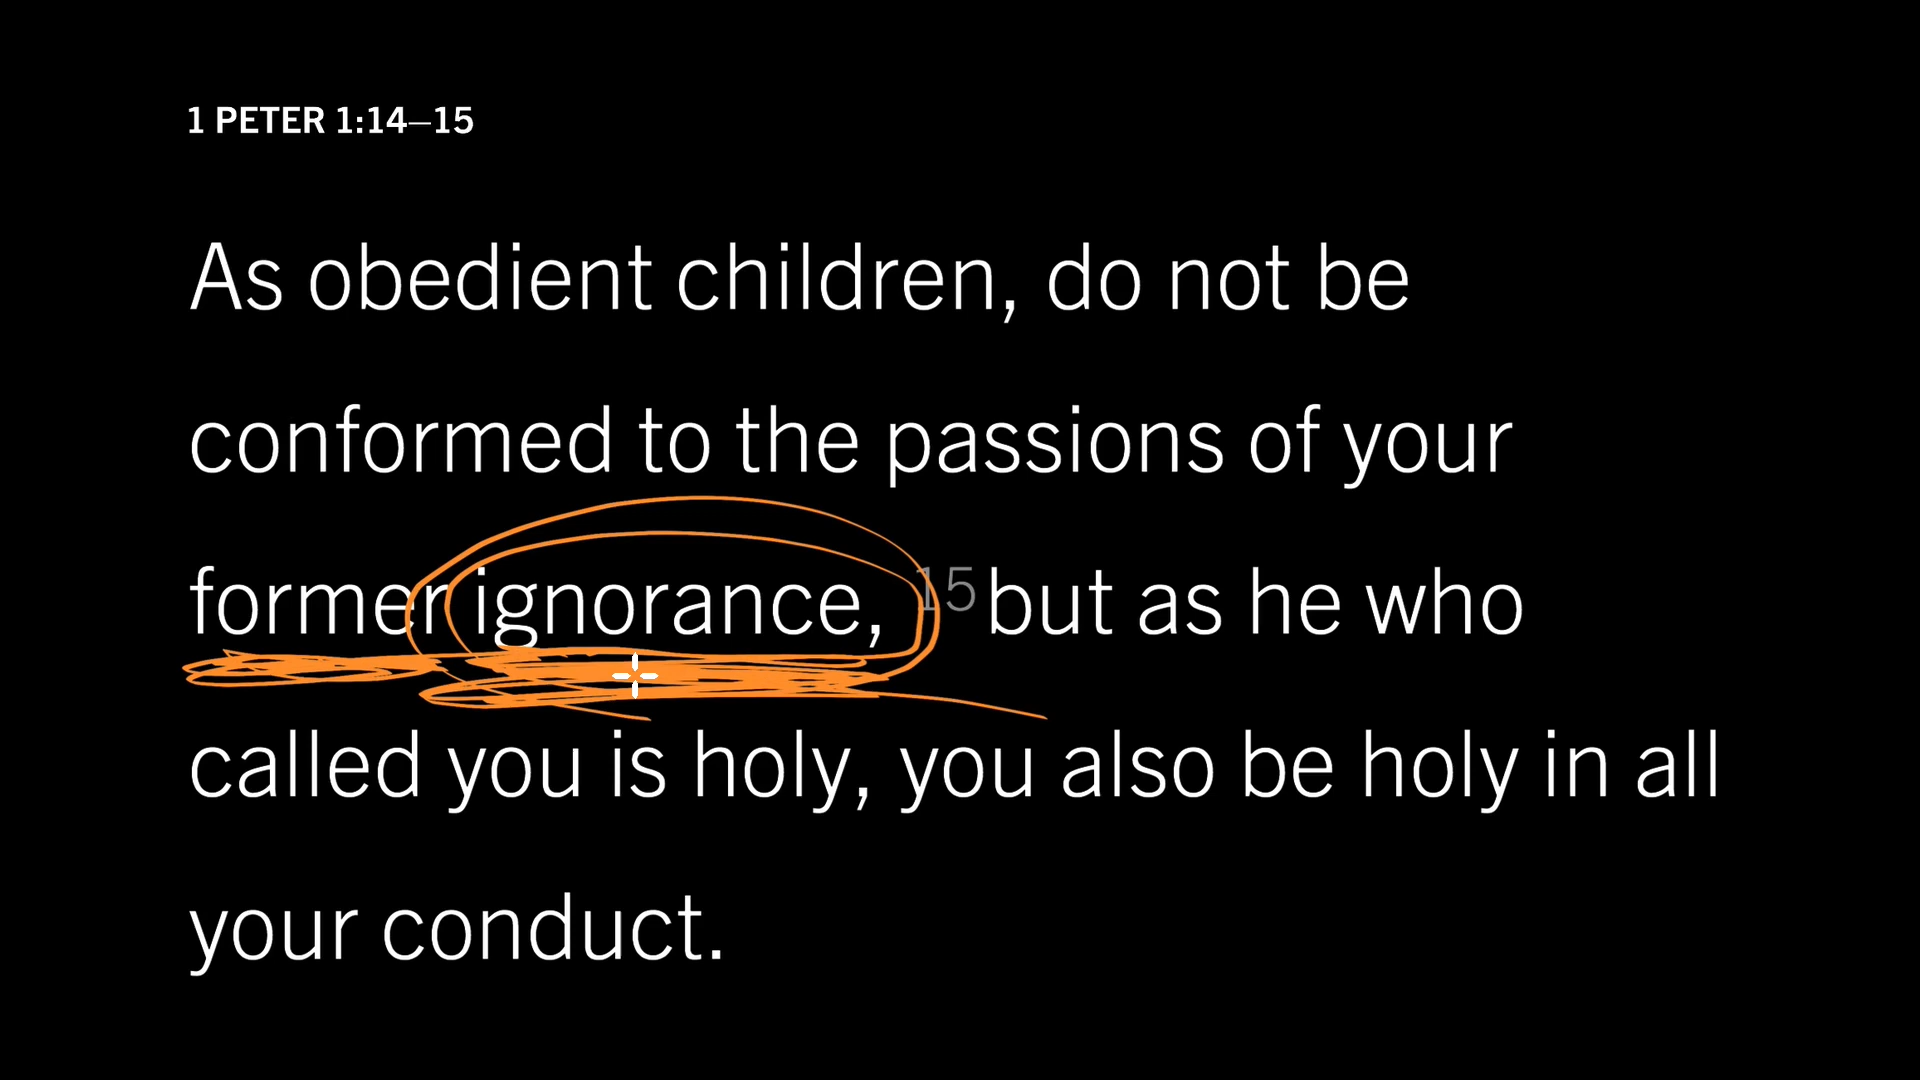 1 PETER 1:14–15
As obedient children, do not be
conformed to the passions of your
former ignorance, 15 but as he who
called you is holy, you also be holy in all
your conduct.